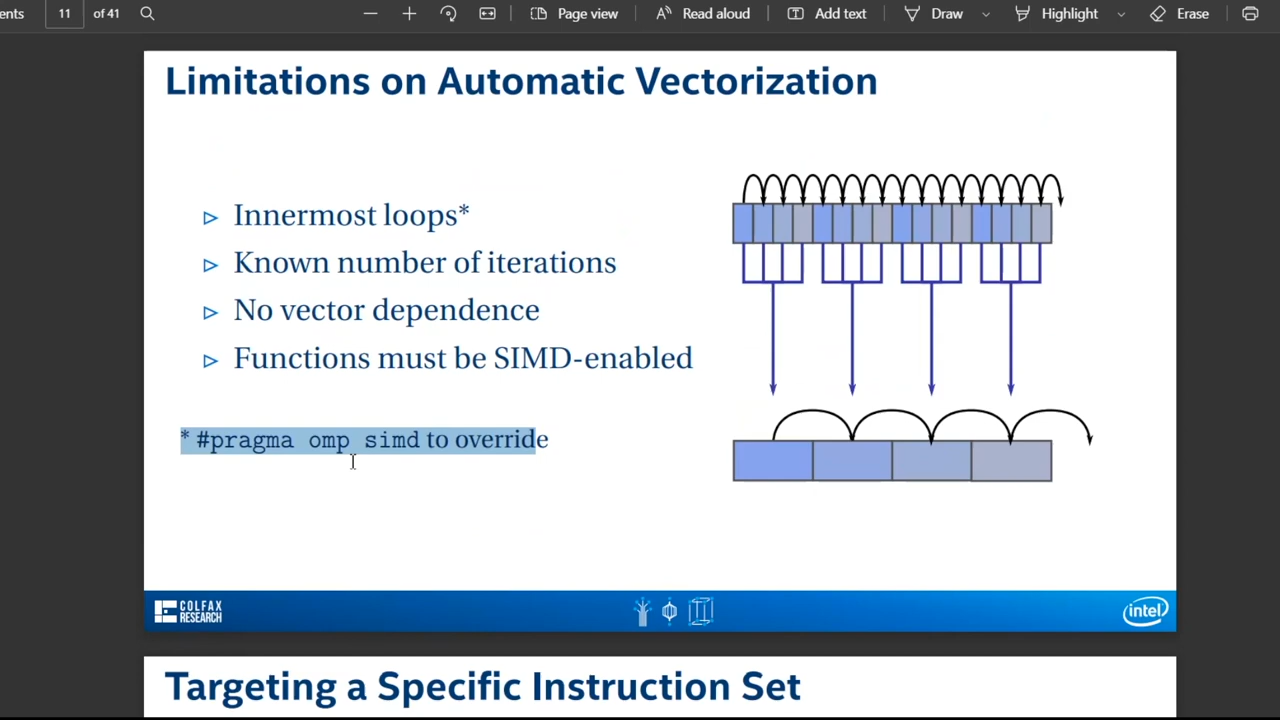 ents 11 of 41 Page view Read aloud Add text Draw Highlight Erase
Limitations on Automatic Vectorization
▷ Innermost loops*
▷ Known number of iterations
▷ No vector dependence
▷ Functions must be SIMD-enabled
* #pragma omp simd to override
COLFAX
RESEARCH
intel
Targeting a Specific Instruction Set